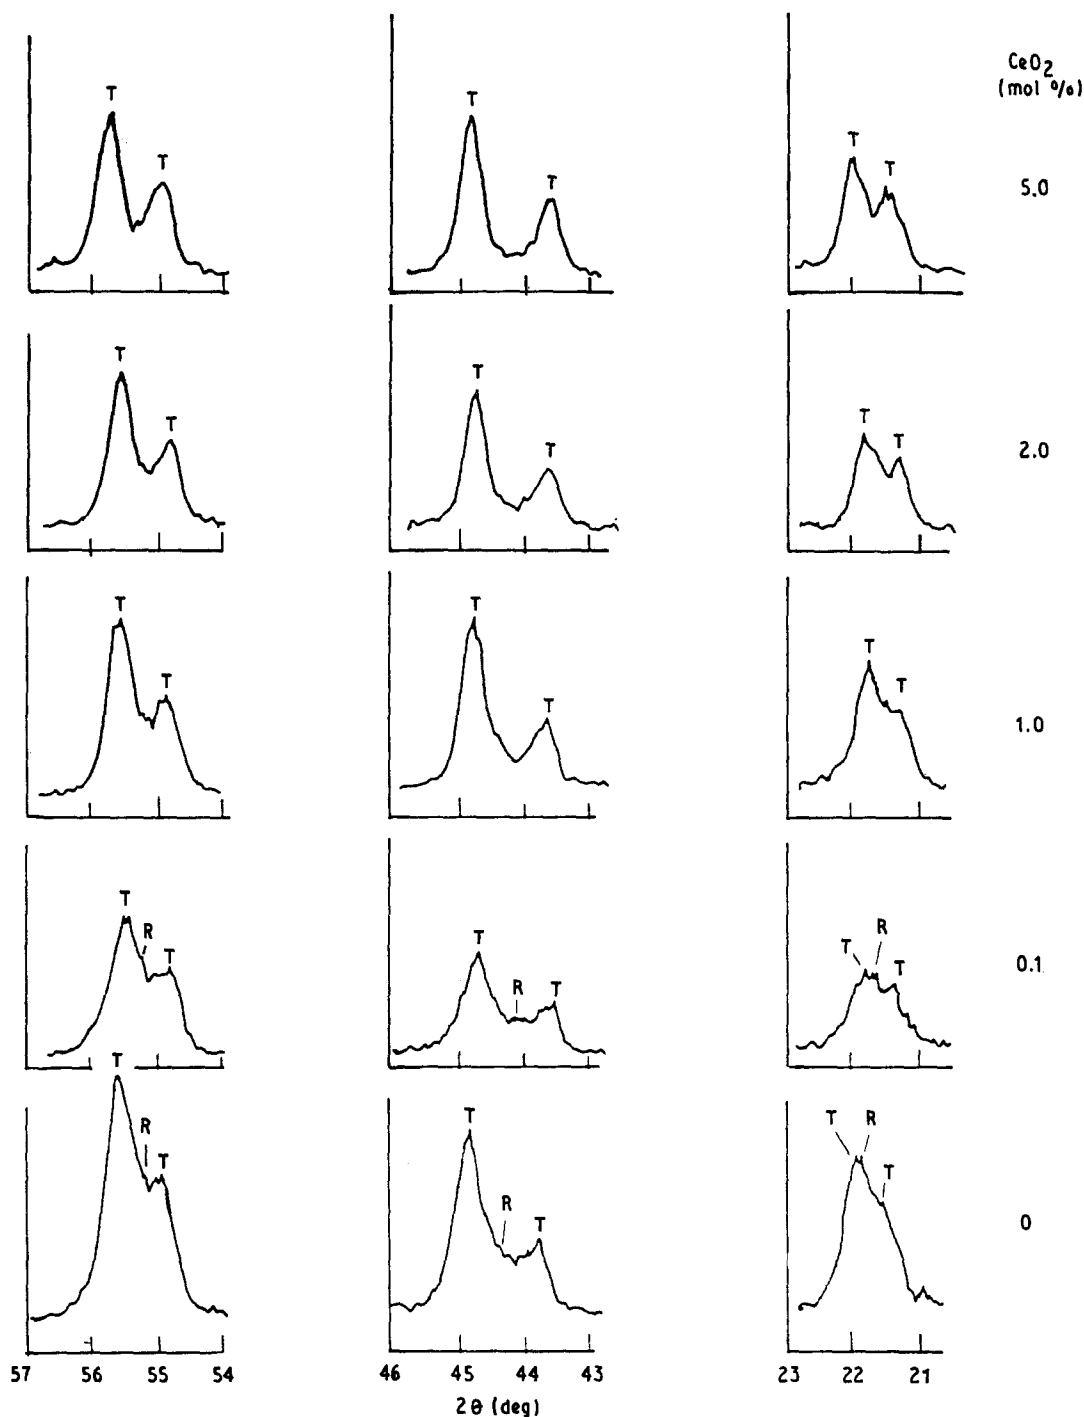 CeO2
(mol %)
T T T T T T 5.0
T T T T T T 2.0
T T T T T T 1.0
T R T T R T T R T 0.1
T R T T R T T R T 0
57 56 55 54 46 45 44 43 23 22 21
2θ (deg)